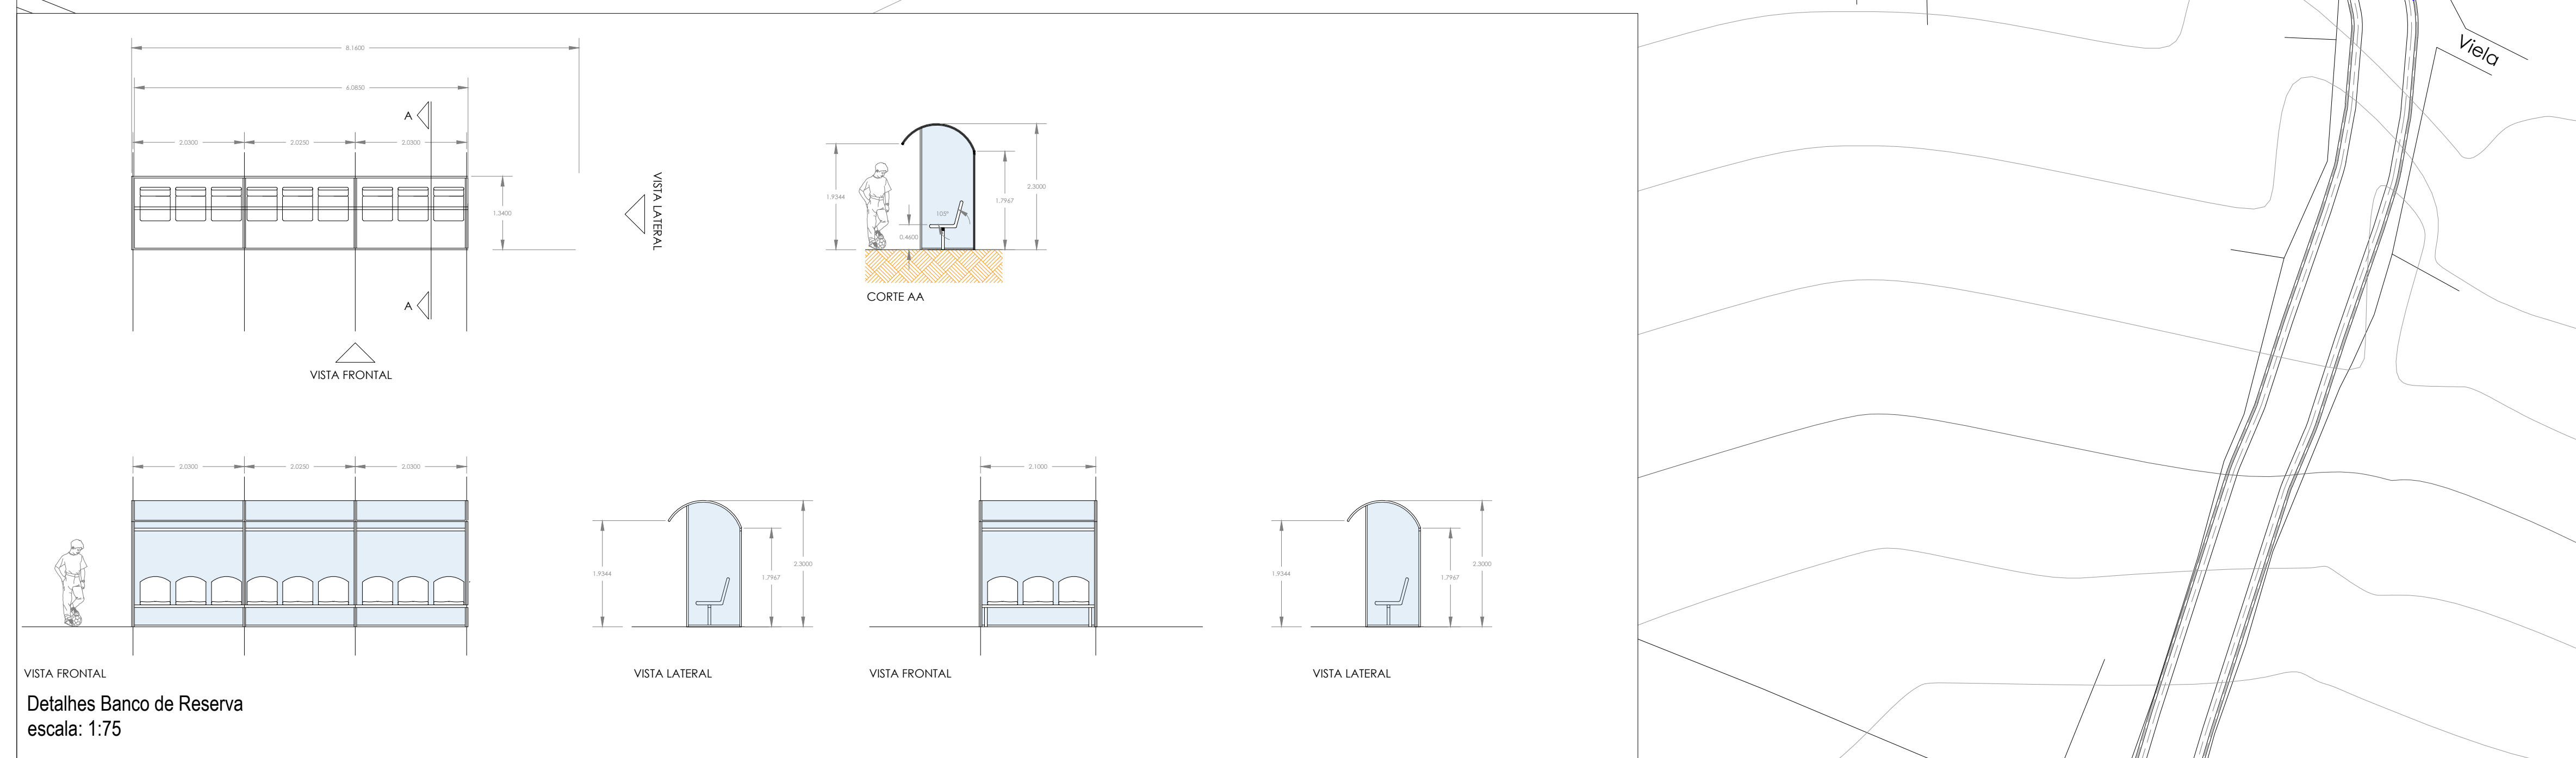 8.1600
6.0850
A
2.0300
2.0250
2.0300
1.3400
A
VISTA FRONTAL
VISTA LATERAL
1.9344
0.4600
105°
1.7967
2.3000
CORTE AA
Viela
2.0300
2.0250
2.0300
VISTA FRONTAL
1.9344
1.7967
2.3000
VISTA LATERAL
2.1000
VISTA FRONTAL
1.9344
1.7967
2.3000
VISTA LATERAL
Detalhes Banco de Reserva
escala: 1:75